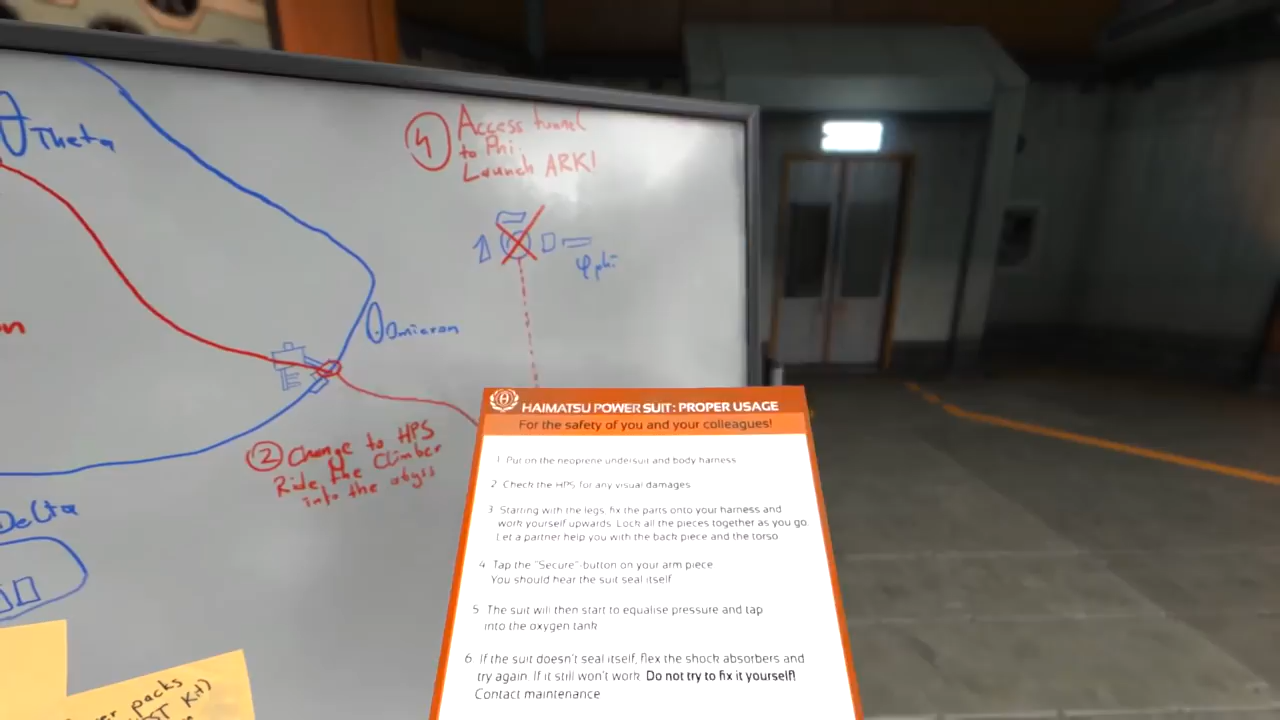 Theta
4 Access tunnel
to Phi.
Launch ARK!
φ phi
Omicron
2 Change to HPS
Ride the Climber
into the abyss
Delta
packs
HAIMATSU POWER SUIT: PROPER USAGE
For the safety of you and your colleagues!
1 Put on the neoprene undersuit and body harness
2 Check the HPS for any visual damages
3 Starting with the legs, fix the parts onto your harness and
work yourself upwards. Lock all the pieces together as you go.
Let a partner help you with the back piece and the torso
4 Tap the "Secure"-button on your arm piece
You should hear the suit seal itself
5 The suit will then start to equalise pressure and tap
into the oxygen tank
6 If the suit doesn't seal itself, flex the shock absorbers and
try again. If it still won't work. Do not try to fix it yourself!
Contact maintenance